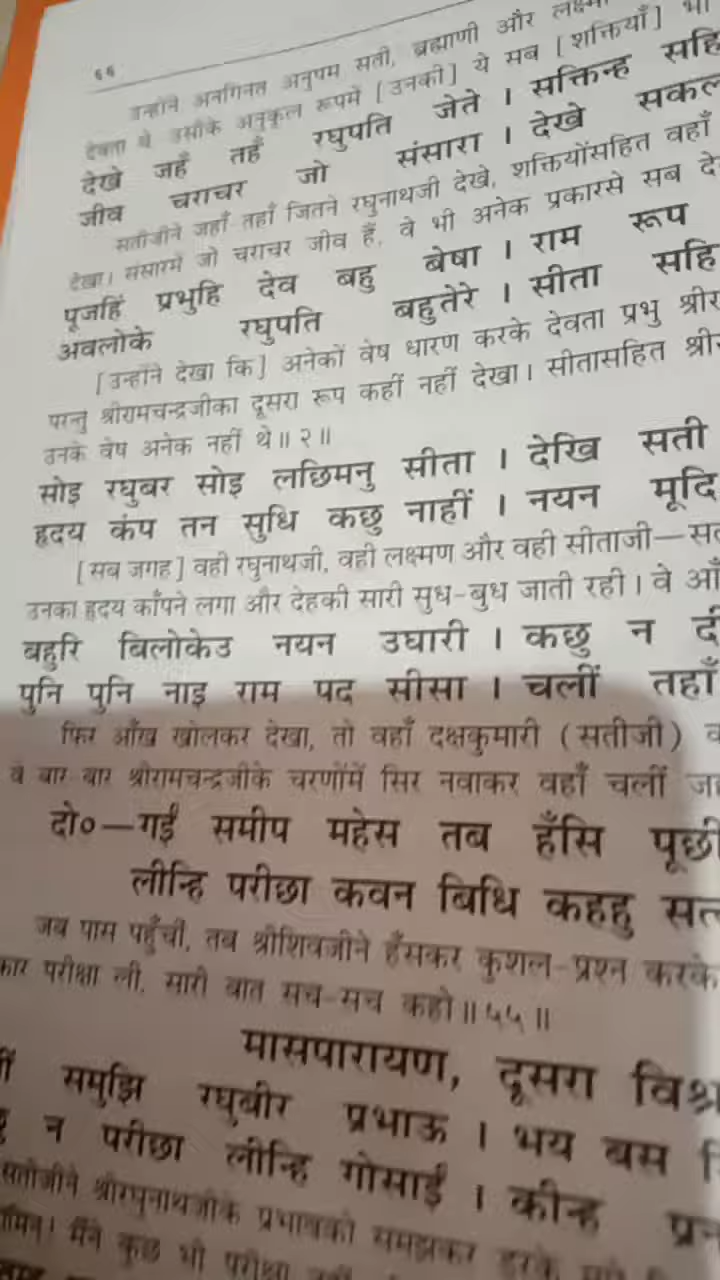 ६६
उन्होंने अनगिनत अनुपम सती, ब्रह्माणी और लक्ष्मी
देवता थे उसीके अनुकूल रूपमें [उनकी] ये सब [शक्तियाँ] भी
देखे जहँ तहँ रघुपति जेते । सक्तिन्ह सहि
जीव चराचर जो संसारा । देखे सकल
सतीजीने जहाँ तहाँ जितने रघुनाथजी देखे, शक्तियोंसहित वहाँ
देखा। संसारमें जो चराचर जीव हैं, वे भी अनेक प्रकारसे सब दे
पूजहिं प्रभुहि देव बहु बेषा । राम रूप
अवलोके रघुपति बहुतेरे । सीता सहि
[उन्होंने देखा कि] अनेकों वेष धारण करके देवता प्रभु श्रीर
परन्तु श्रीरामचन्द्रजीका दूसरा रूप कहीं नहीं देखा। सीतासहित श्री
उनके वेष अनेक नहीं थे॥ २॥
सोइ रघुबर सोइ लछिमनु सीता । देखि सती
हृदय कंप तन सुधि कछु नाहीं । नयन मूदि
[सब जगह] वही रघुनाथजी, वही लक्ष्मण और वही सीताजी—
उनका हृदय काँपने लगा और देहकी सारी सुध-बुध जाती रही। वे आँ
बहुरि बिलोकेउ नयन उघारी । कछु न दी
पुनि पुनि नाइ राम पद सीसा । चलीं तहाँ
फिर आँख खोलकर देखा, तो वहाँ दक्षकुमारी (सतीजी)
वे बार बार श्रीरामचन्द्रजीके चरणोंमें सिर नवाकर वहाँ चलीं
दो०—गईं समीप महेस तब हँसि पूछी
लीन्हि परीछा कवन बिधि कहहु सत
जब पास पहुँचीं, तब श्रीशिवजीने हँसकर कुशल-प्रश्न करके
कार परीक्षा ली, सारी बात सच-सच कहो॥ ५५॥
मासपारायण, दूसरा विश्र
समुझि रघुबीर प्रभाऊ । भय बस
न परीछा लीन्हि गोसाईं । कीन्ह प्रन
सतीजीने श्रीरघुनाथजीके प्रभावको समझकर डरके
मैंने कुछ भी परीक्षा नहीं